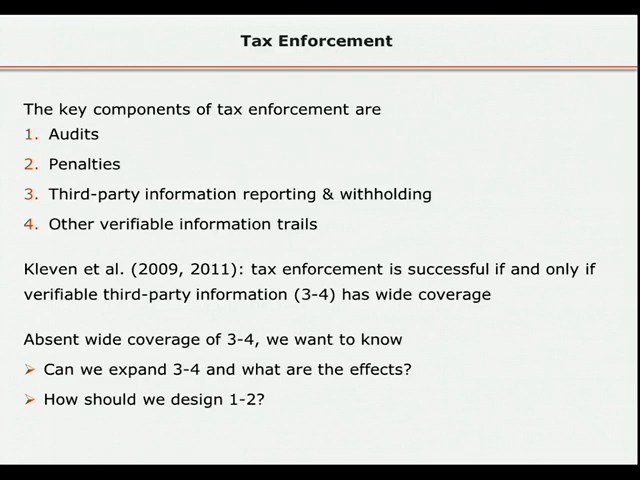 Tax Enforcement
The key components of tax enforcement are
1. Audits
2. Penalties
3. Third-party information reporting & withholding
4. Other verifiable information trails
Kleven et al. (2009, 2011): tax enforcement is successful if and only if
verifiable third-party information (3-4) has wide coverage
Absent wide coverage of 3-4, we want to know
➢ Can we expand 3-4 and what are the effects?
➢ How should we design 1-2?